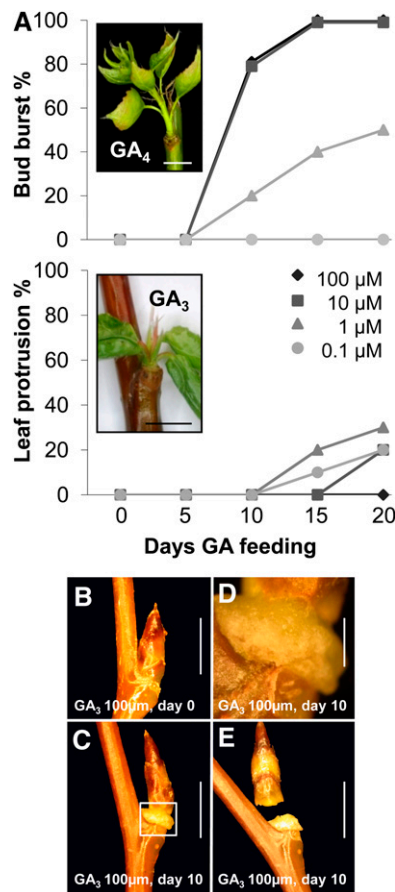 A
100
80
60
40
20
0
Bud burst %
GA4
100
80
60
40
20
0
Leaf protrusion %
GA3
100 µM
10 µM
1 µM
0.1 µM
0 5 10 15 20
Days GA feeding
B
GA3 100µm, day 0
D
GA3 100µm, day 10
C
GA3 100µm, day 10
E
GA3 100µm, day 10